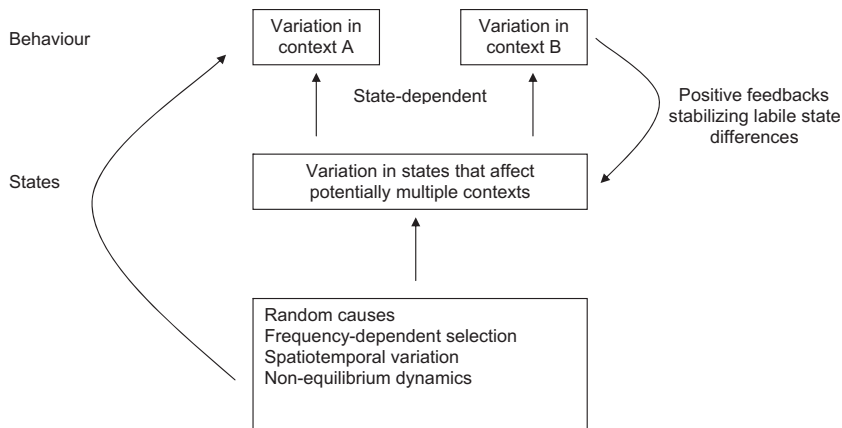 Behaviour
Variation in
context A
Variation in
context B
State-dependent
Positive feedbacks
stabilizing labile state
differences
States
Variation in states that affect
potentially multiple contexts
Random causes
Frequency-dependent selection
Spatiotemporal variation
Non-equilibrium dynamics